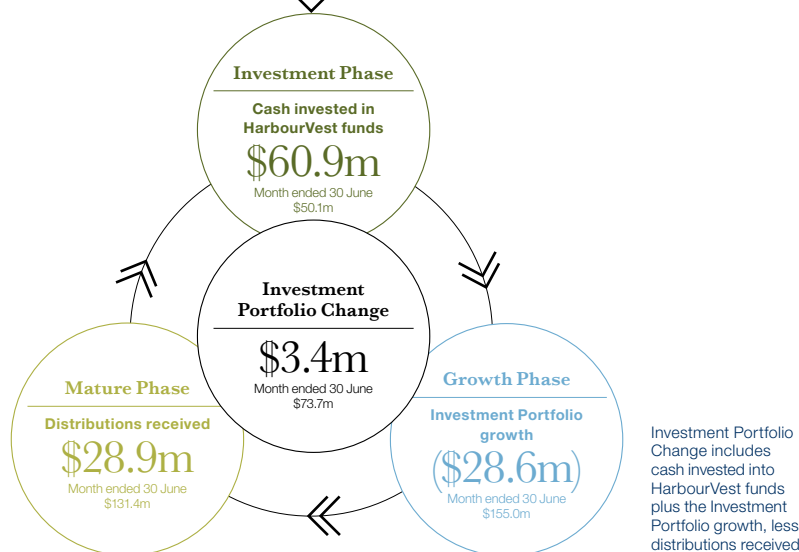 Investment Phase
Cash invested in
HarbourVest funds
$60.9m
Month ended 30 June
$50.1m
Investment
Portfolio Change
$3.4m
Month ended 30 June
$73.7m
Mature Phase
Distributions received
$28.9m
Month ended 30 June
$131.4m
Growth Phase
Investment Portfolio
growth
($28.6m)
Month ended 30 June
$155.0m
Investment Portfolio
Change includes
cash invested into
HarbourVest funds
plus the Investment
Portfolio growth, less
distributions received